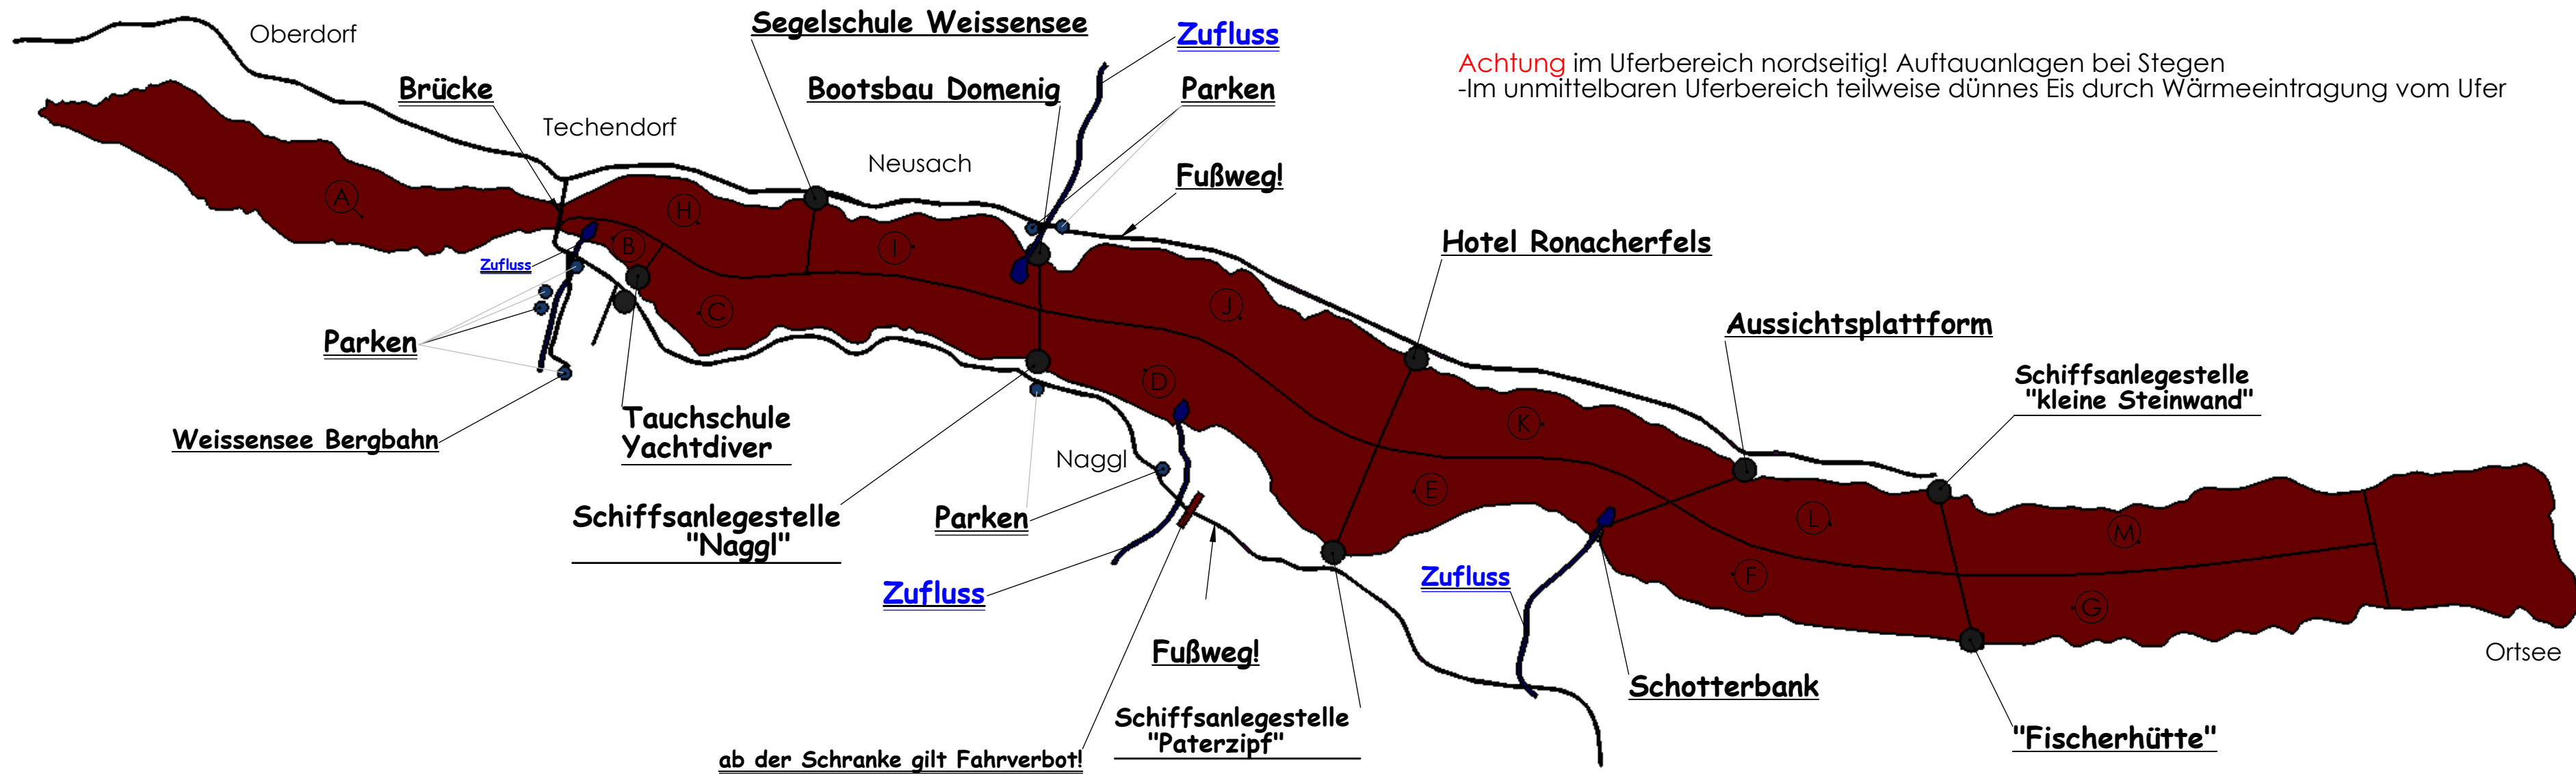 Oberdorf
Segelschule Weissensee
Zufluss
Achtung im Uferbereich nordseitig! Auftauanlagen bei Stegen
-Im unmittelbaren Uferbereich teilweise dünnes Eis durch Wärmeeintragung vom Ufer
Brücke
Bootsbau Domenig
Parken
Techendorf
Neusach
Fußweg!
A
H
B
I
Hotel Ronacherfels
Zufluss
C
J
Aussichtsplattform
Parken
D
Schiffsanlegestelle
"kleine Steinwand"
Tauchschule
Yachtdiver
K
Weissensee Bergbahn
Naggl
E
Schiffsanlegestelle
"Naggl"
Parken
L
M
Zufluss
Zufluss
F
G
Fußweg!
Ortsee
Schotterbank
Schiffsanlegestelle
"Paterzipf"
"Fischerhütte"
ab der Schranke gilt Fahrverbot!